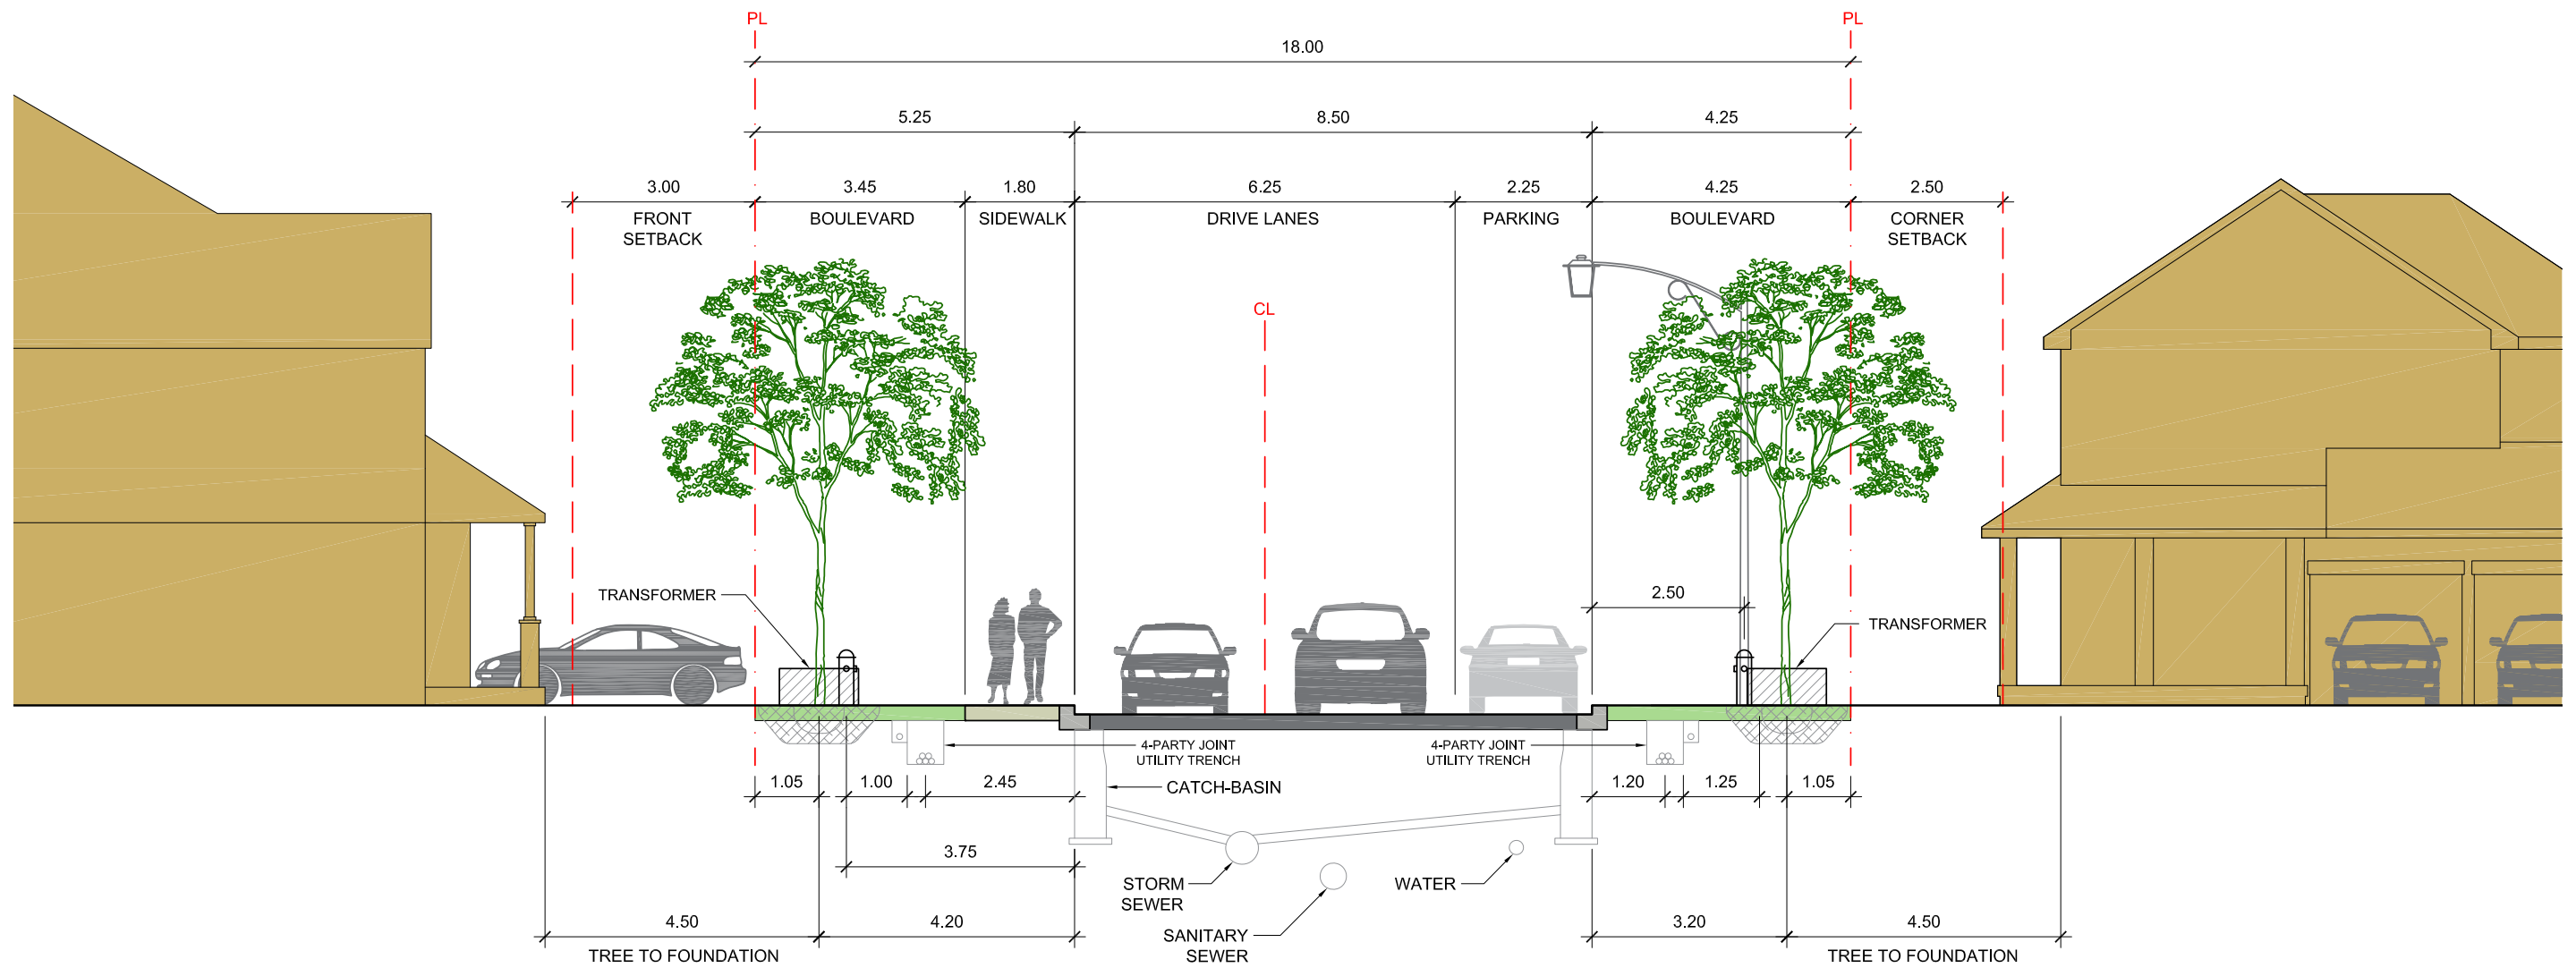 PL
PL
18.00
5.25
8.50
4.25
3.00
3.45
1.80
6.25
2.25
4.25
2.50
FRONT
SETBACK
BOULEVARD
SIDEWALK
DRIVE LANES
PARKING
BOULEVARD
CORNER
SETBACK
CL
TRANSFORMER
2.50
TRANSFORMER
4-PARTY JOINT
UTILITY TRENCH
4-PARTY JOINT
UTILITY TRENCH
1.05
1.00
2.45
CATCH-BASIN
1.20
1.25
1.05
3.75
STORM
SEWER
WATER
SANITARY
SEWER
4.50
4.20
3.20
4.50
TREE TO FOUNDATION
TREE TO FOUNDATION